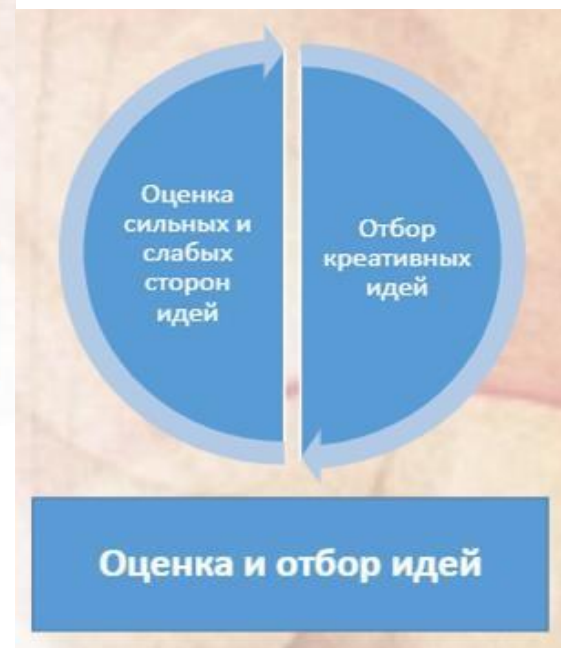 Оценка
сильных и
слабых
сторон
идей
Отбор
креативных
идей
Оценка и отбор идей